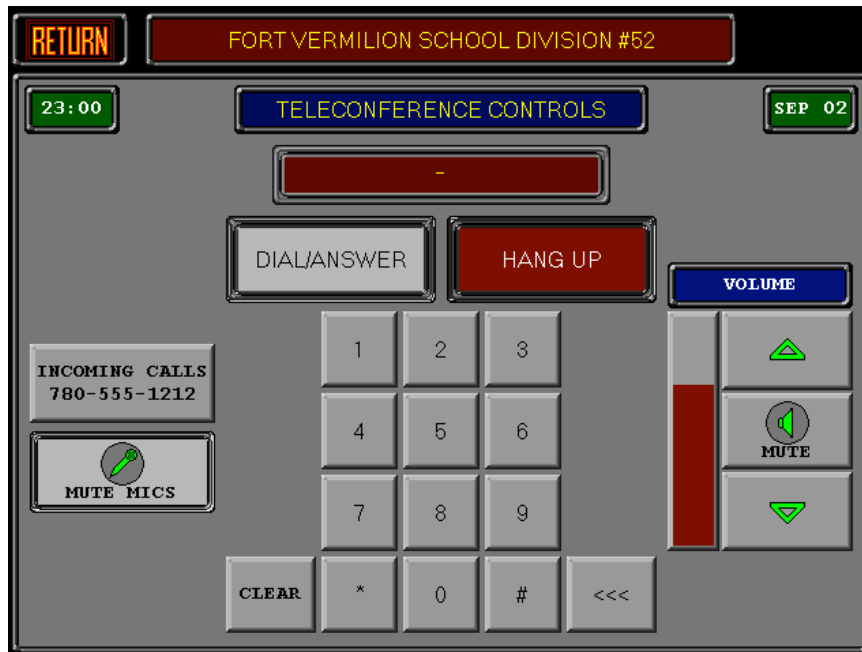 RETURN
FORT VERMILION SCHOOL DIVISION #52
23:00
TELECONFERENCE CONTROLS
SEP 02
-
DIAL/ANSWER
HANG UP
VOLUME
1
2
3
INCOMING CALLS
780-555-1212
4
5
6
MUTE
MUTE MICS
7
8
9
CLEAR
*
0
#
<<<